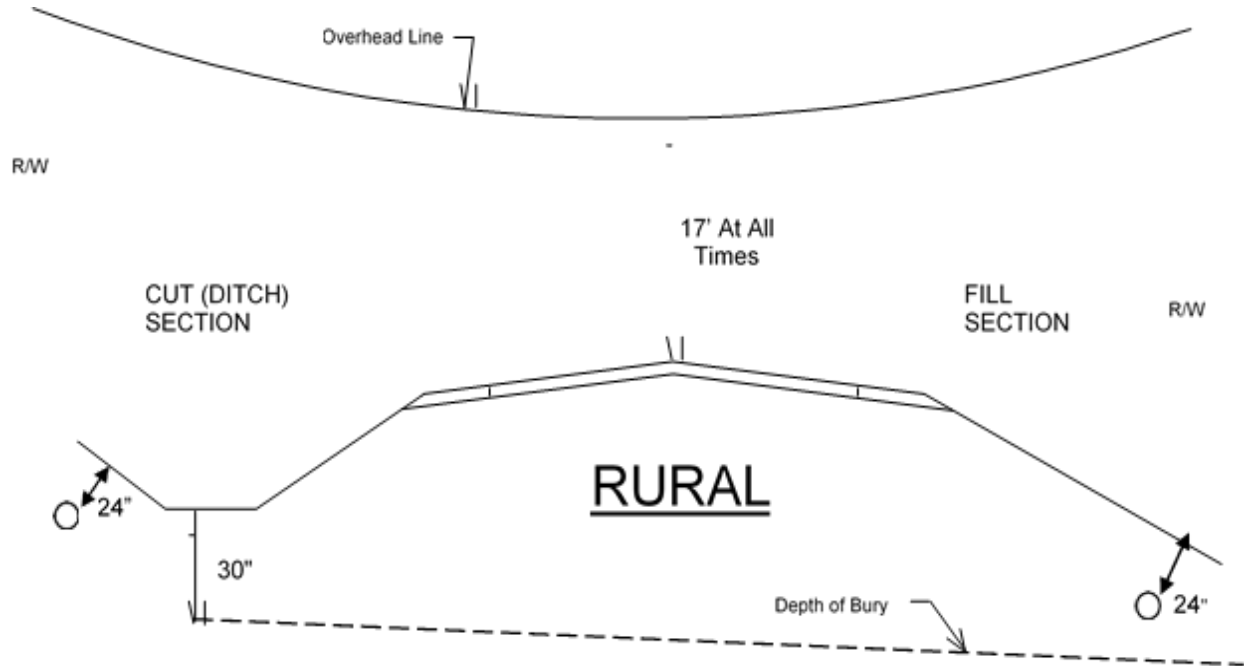 Overhead Line
R/W
17' At All
Times
CUT (DITCH)
SECTION
FILL
SECTION
R/W
RURAL
24"
30"
Depth of Bury
24"